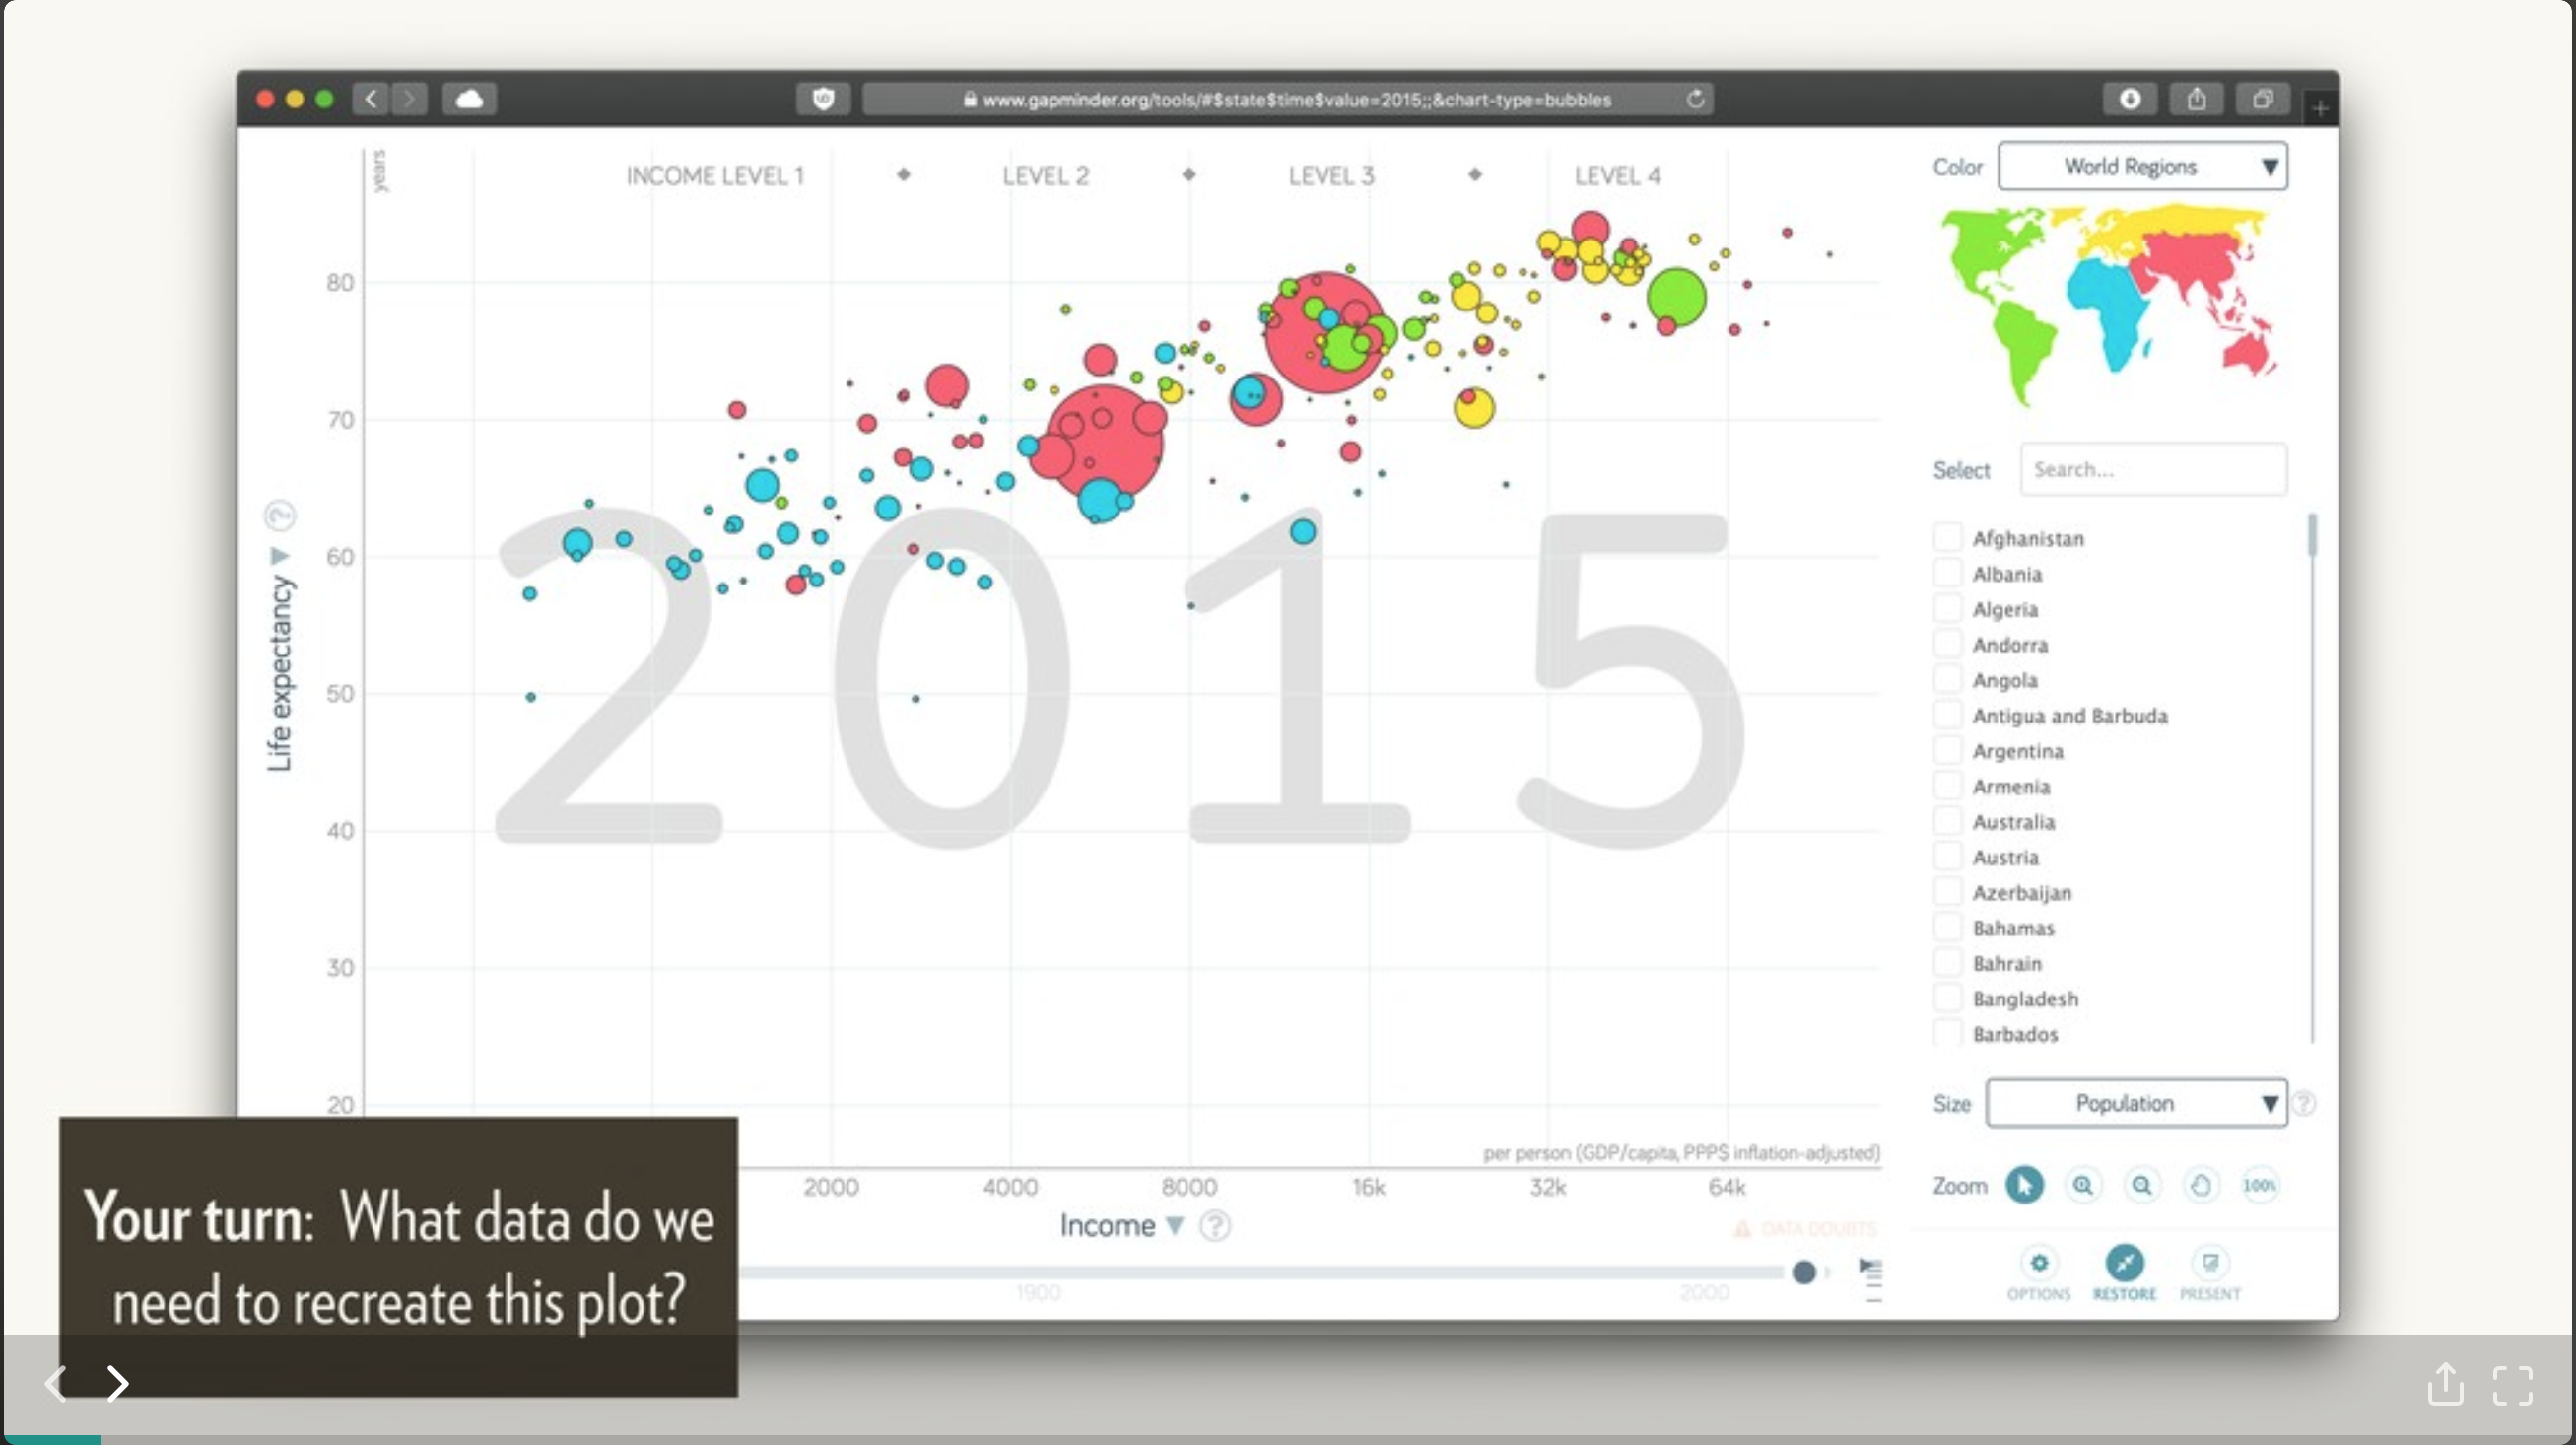 www.gapminder.org/tools/#$state$time$value=2015;;&chart-type=bubbles
years
INCOME LEVEL 1
LEVEL 2
LEVEL 3
LEVEL 4
Color
World Regions
80
70
60
50
40
30
20
Life expectancy
?
2015
Select
Search...
Afghanistan
Albania
Algeria
Andorra
Angola
Antigua and Barbuda
Argentina
Armenia
Australia
Austria
Azerbaijan
Bahamas
Bahrain
Bangladesh
Barbados
Size
Population
?
per person (GDP/capita, PPP$ inflation-adjusted)
2000
4000
8000
16k
32k
64k
Income
?
DATA DOUBTS
1900
2000
Zoom
100%
OPTIONS
RESTORE
PRESENT
Your turn: What data do we
need to recreate this plot?